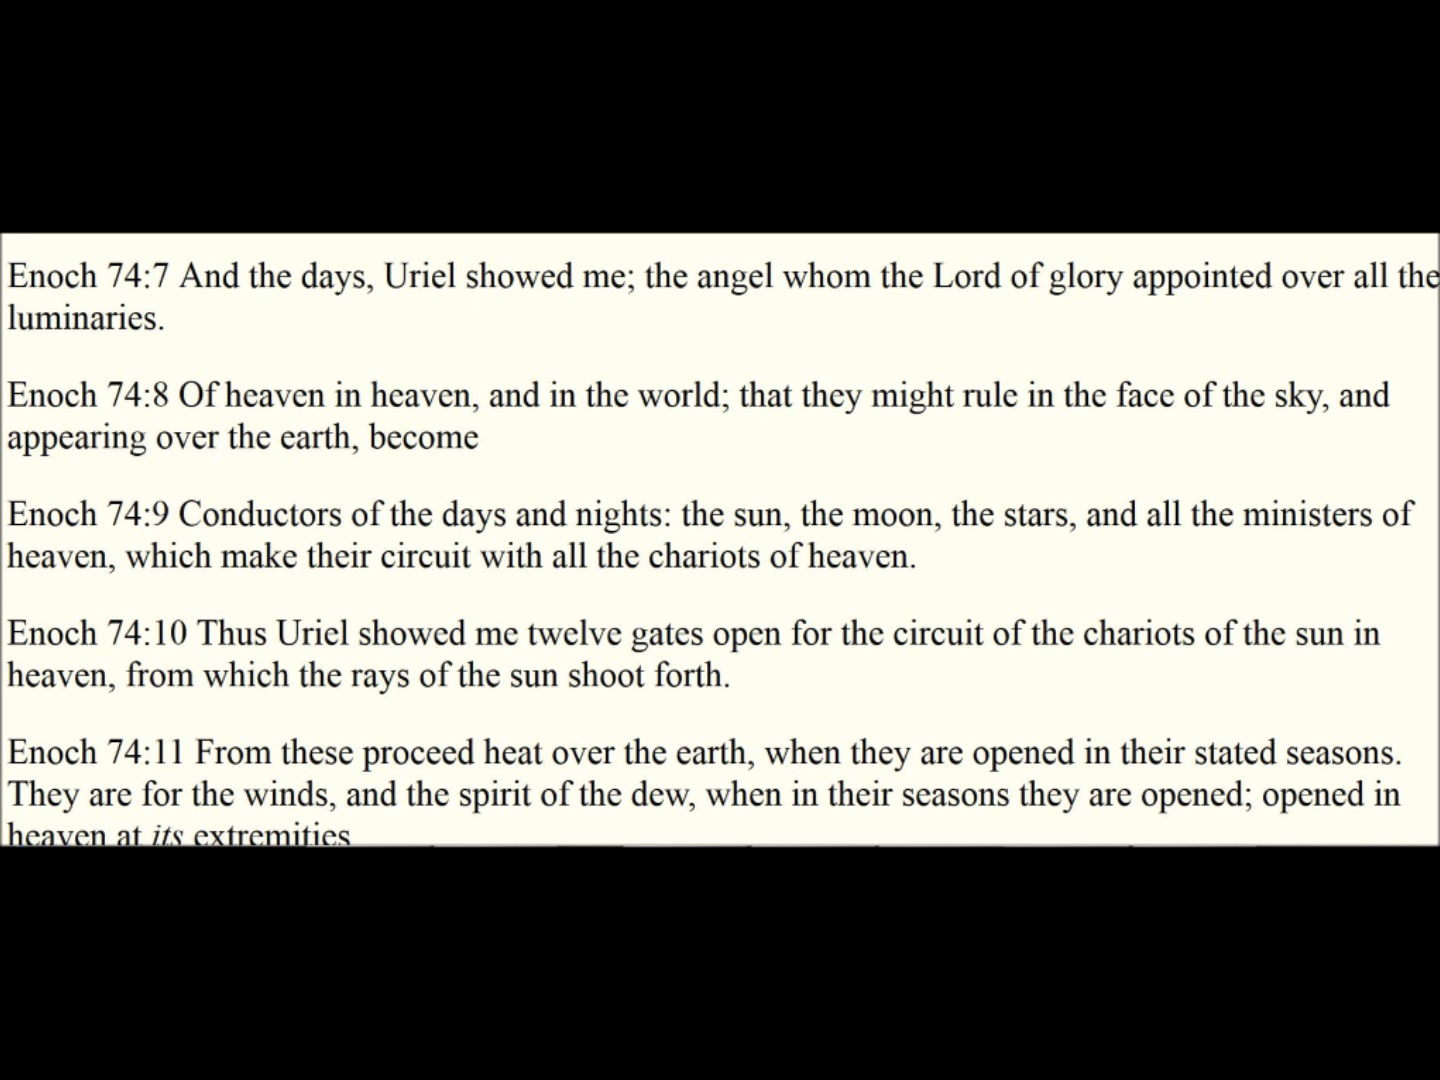 Enoch 74:7 And the days, Uriel showed me; the angel whom the Lord of glory appointed over all the
luminaries.
Enoch 74:8 Of heaven in heaven, and in the world; that they might rule in the face of the sky, and
appearing over the earth, become
Enoch 74:9 Conductors of the days and nights: the sun, the moon, the stars, and all the ministers of
heaven, which make their circuit with all the chariots of heaven.
Enoch 74:10 Thus Uriel showed me twelve gates open for the circuit of the chariots of the sun in
heaven, from which the rays of the sun shoot forth.
Enoch 74:11 From these proceed heat over the earth, when they are opened in their stated seasons.
They are for the winds, and the spirit of the dew, when in their seasons they are opened; opened in
heaven at its extremities